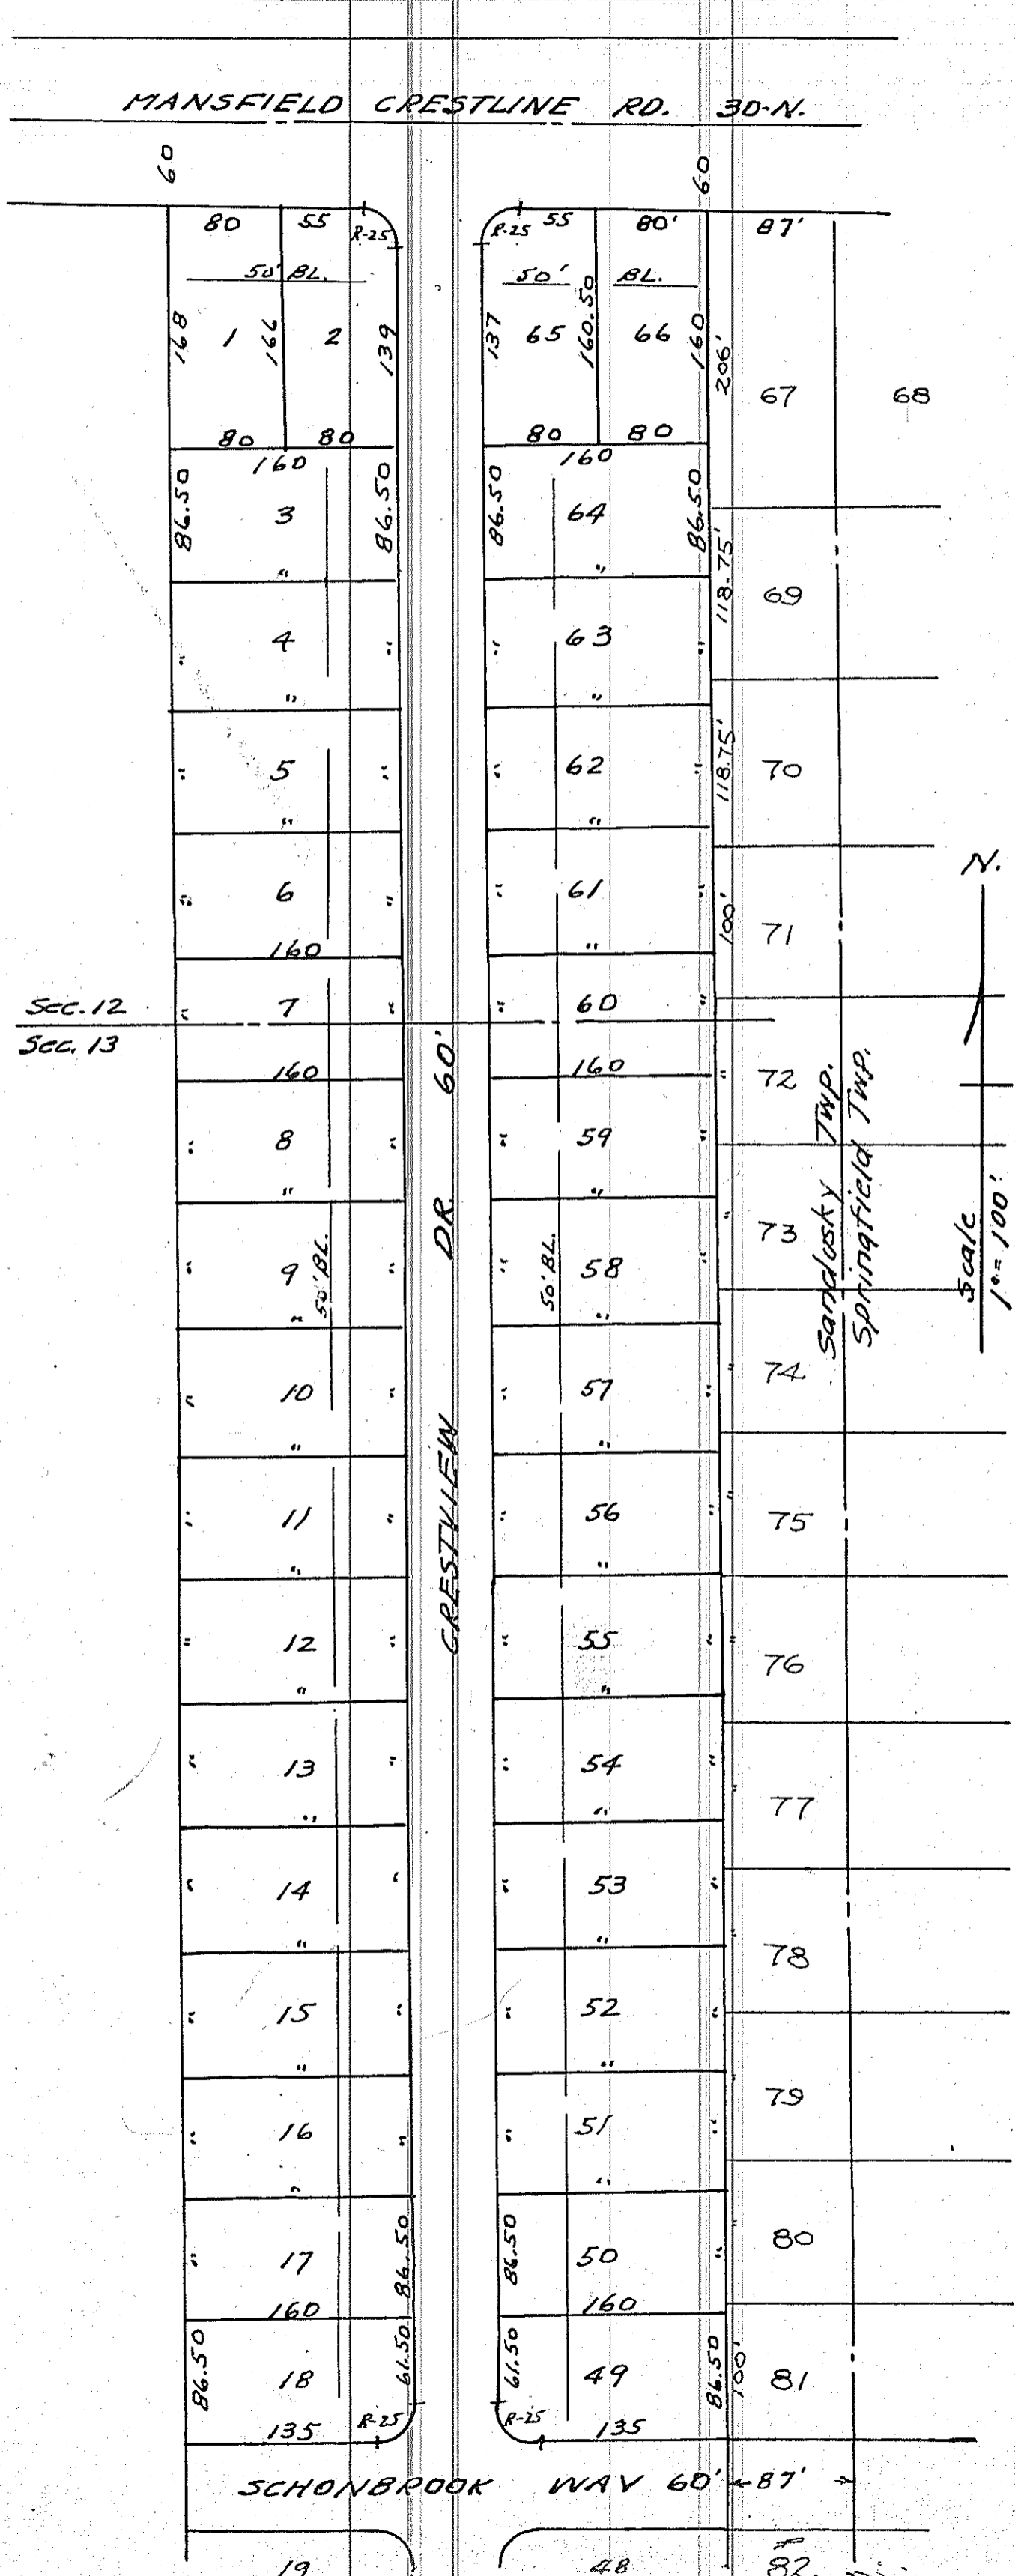 MANSFIELD CRESTLINE RD. 30-N.
60 60
80 55 R-25 R-25 55 80' 87'
50' BL. 50' BL.
168 1 166 2 139 137 65 160.50 66 160 206' 67 68
80 80 80 80
160 160
86.50 3 86.50 86.50 64 86.50
" "
118.75' 69
" 4 " " 63 "
" "
118.75' 70
" 5 " " 62 "
" "
" 6 " " 61 " 100' 71
160 "
Sec. 12
" 7 " " 60 "
Sec. 13
160 160 " 72
" 8 " " 59 "
" "
" 73
" 9 " " 58 "
50' BL. 50' BL.
" "
" 74
" 10 " " 57 "
" "
" 75
" 11 " " 56 "
" "
" 12 " " 55 " " 76
" "
" 13 " " 54 "
" 77
" "
" 14 " " 53 "
" "
" 78
" 15 " " 52 "
" "
" 79
" 16 " " 51 "
" "
" 17 86.50 86.50 50 " " 80
160 160
86.50 18 61.50 61.50 49 86.50 100' 81
135 R-25 R-25 135
CRESTVIEW DR. 60'
Sandusky Twp.
Springfield Twp.
N.
Scale
1" = 100'
SCHONBROOK WAY 60' 87'
19 48 82